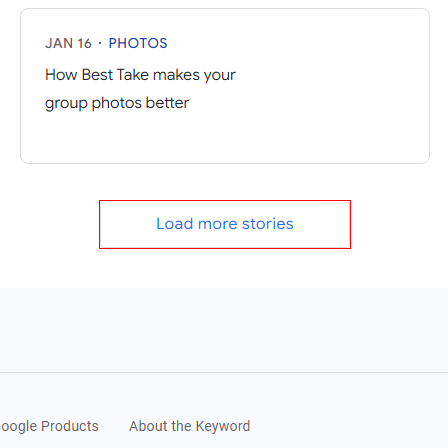 JAN 16 · PHOTOS
How Best Take makes your
group photos better
Load more stories
oogle Products About the Keyword